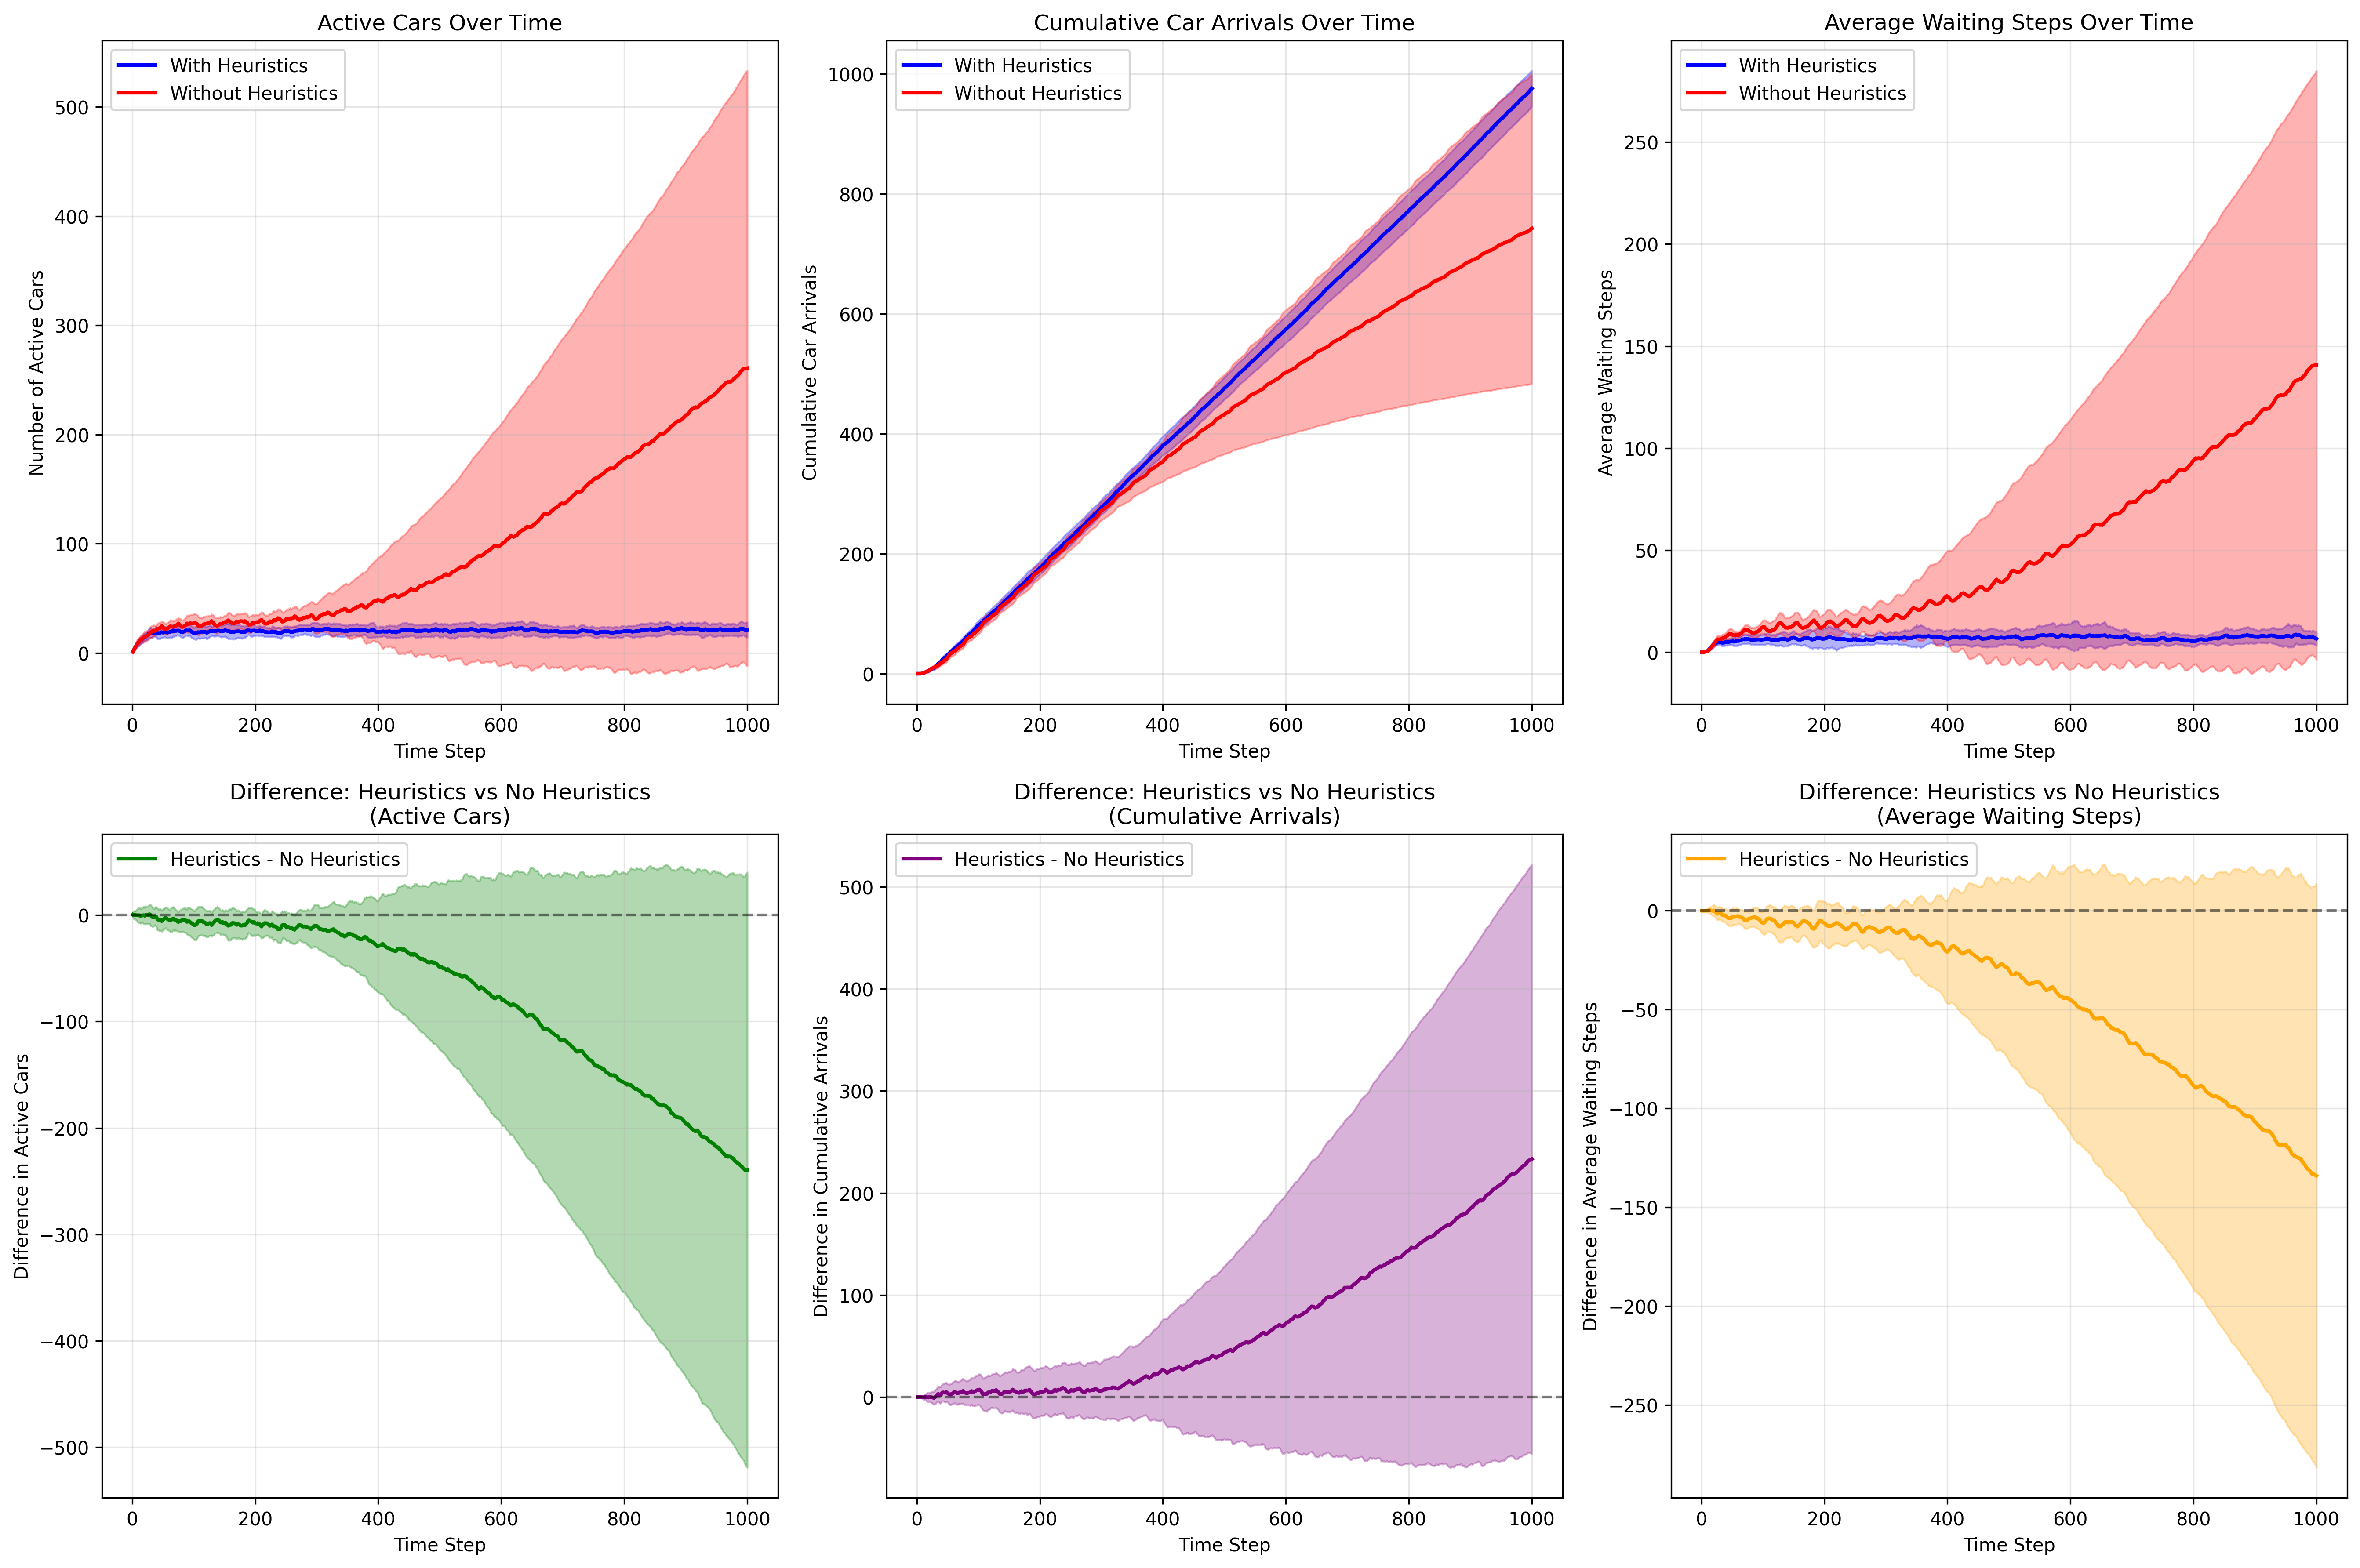 Active Cars Over Time
With Heuristics
Without Heuristics
500
400
300
200
100
0
Number of Active Cars
0 200 400 600 800 1000
Time Step
Cumulative Car Arrivals Over Time
With Heuristics
Without Heuristics
1000
800
600
400
200
0
Cumulative Car Arrivals
0 200 400 600 800 1000
Time Step
Average Waiting Steps Over Time
With Heuristics
Without Heuristics
250
200
150
100
50
0
Average Waiting Steps
0 200 400 600 800 1000
Time Step
Difference: Heuristics vs No Heuristics
(Active Cars)
Heuristics - No Heuristics
0
−100
−200
−300
−400
−500
Difference in Active Cars
0 200 400 600 800 1000
Time Step
Difference: Heuristics vs No Heuristics
(Cumulative Arrivals)
Heuristics - No Heuristics
500
400
300
200
100
0
Difference in Cumulative Arrivals
0 200 400 600 800 1000
Time Step
Difference: Heuristics vs No Heuristics
(Average Waiting Steps)
Heuristics - No Heuristics
0
−50
−100
−150
−200
−250
Difference in Average Waiting Steps
0 200 400 600 800 1000
Time Step